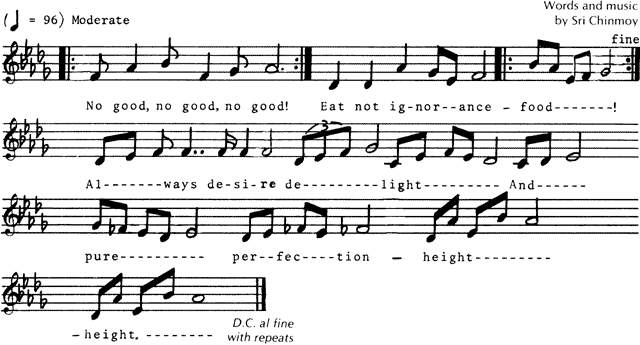 Words and music
(♩ = 96) Moderate
by Sri Chinmoy
fine
No good, no good, no good! Eat not ig-nor--ance - food-------!
3
Al-------ways de-si-re de---------light--------- And------
pure---------- per--fec----tion - height---------
-height. --------
D.C. al fine
with repeats